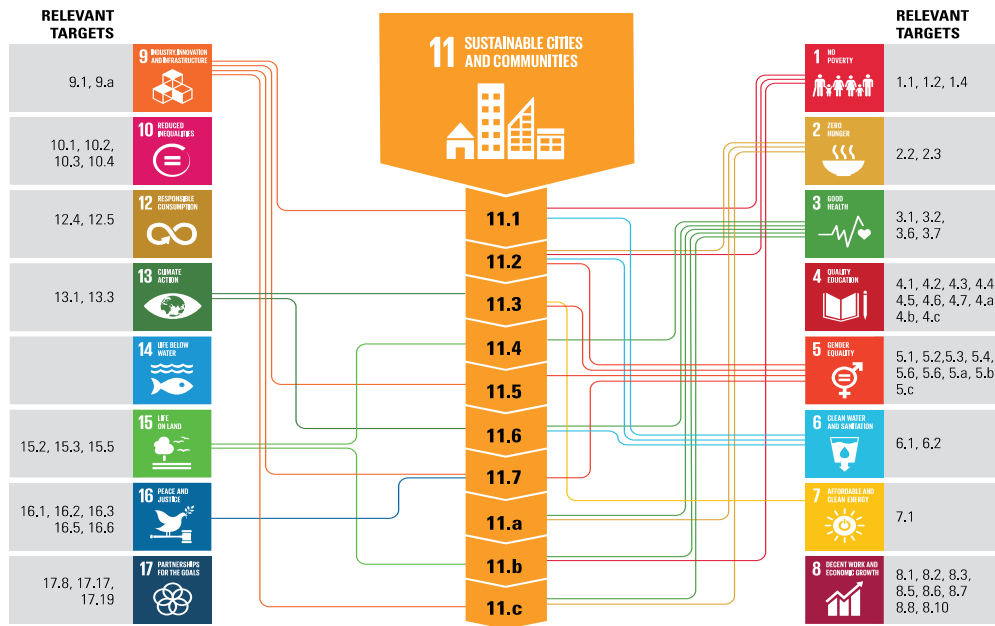 RELEVANT
TARGETS
9 INDUSTRY, INNOVATION
AND INFRASTRUCTURE
9.1, 9.a
10 REDUCED
INEQUALITIES
10.1, 10.2,
10.3, 10.4
12 RESPONSIBLE
CONSUMPTION
12.4, 12.5
13 CLIMATE
ACTION
13.1, 13.3
14 LIFE BELOW
WATER
15 LIFE
ON LAND
15.2, 15.3, 15.5
16 PEACE AND
JUSTICE
16.1, 16.2, 16.3
16.5, 16.6
17 PARTNERSHIPS
FOR THE GOALS
17.8, 17.17,
17.19
11 SUSTAINABLE CITIES
AND COMMUNITIES
11.1
11.2
11.3
11.4
11.5
11.6
11.7
11.a
11.b
11.c
RELEVANT
TARGETS
1 NO
POVERTY
1.1, 1.2, 1.4
2 ZERO
HUNGER
2.2, 2.3
3 GOOD
HEALTH
3.1, 3.2,
3.6, 3.7
4 QUALITY
EDUCATION
4.1, 4.2, 4.3, 4.4
4.5, 4.6, 4.7, 4.a
4.b, 4.c
5 GENDER
EQUALITY
5.1, 5.2,5.3, 5.4,
5.6, 5.6, 5.a, 5.b
5.c
6 CLEAN WATER
AND SANITATION
6.1, 6.2
7 AFFORDABLE AND
CLEAN ENERGY
7.1
8 DECENT WORK AND
ECONOMIC GROWTH
8.1, 8.2, 8.3,
8.5, 8.6, 8.7
8.8, 8.10